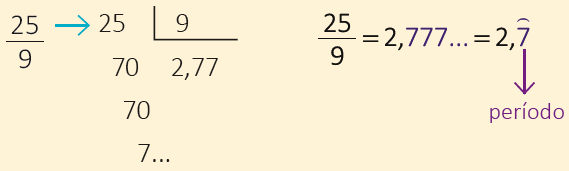 25/9 → 25 | 9
70 2,77
70
7...
25/9 = 2,777... = 2,7̑
período